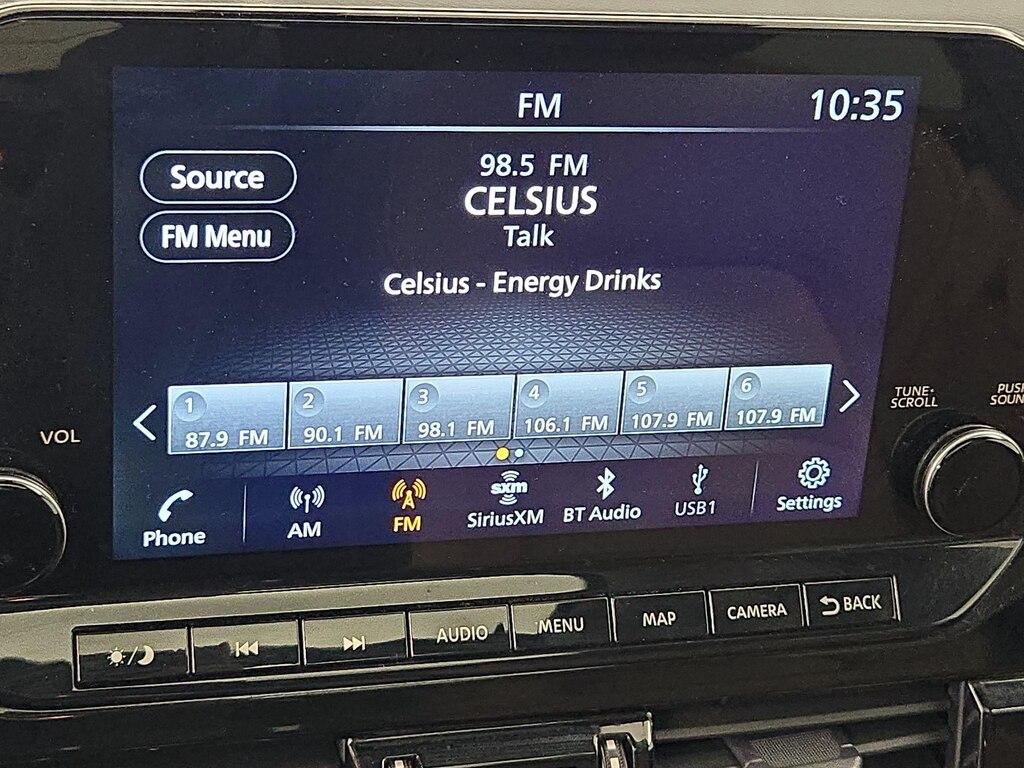 FM
10:35
Source
98.5 FM
CELSIUS
FM Menu
Talk
Celsius - Energy Drinks
1
87.9 FM
2
90.1 FM
3
98.1 FM
4
106.1 FM
5
107.9 FM
6
107.9 FM
VOL
TUNE·
SCROLL
PUS
SOUN
Phone
AM
FM
sxm
SiriusXM
BT Audio
USB1
Settings
AUDIO
MENU
MAP
CAMERA
BACK